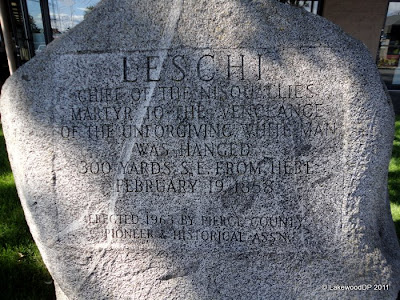 LESCHI
CHIEF OF THE NISQUALLIES
MARTYR TO THE VENGEANCE
OF THE UNFORGIVING WHITE MAN
WAS HANGED
300 YARDS S.E. FROM HERE
FEBRUARY 19, 1858
ERECTED 1963 BY PIERCE COUNTY
PIONEER & HISTORICAL ASSN.
© LakewoodDP 2011